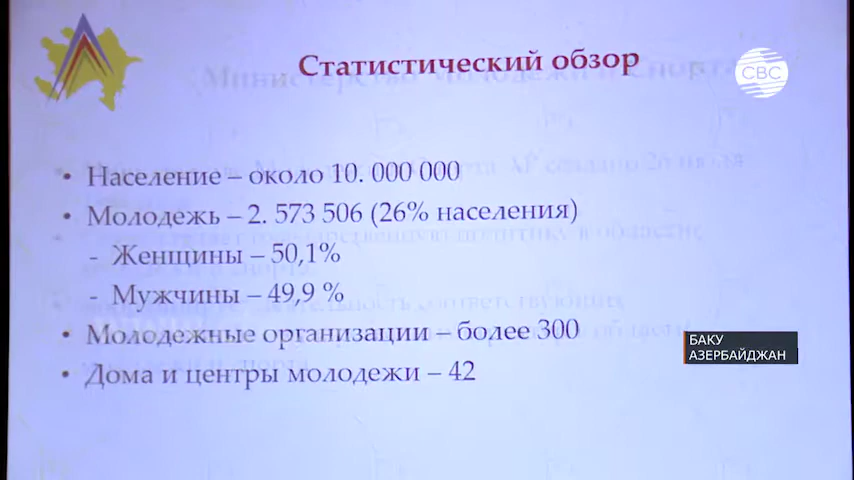 Статистический обзор
CBC
• Население – около 10. 000 000
• Молодежь – 2. 573 506 (26% населения)
- Женщины – 50,1%
- Мужчины – 49,9 %
• Молодежные организации – более 300
• Дома и центры молодежи – 42
БАКУ
АЗЕРБАЙДЖАН